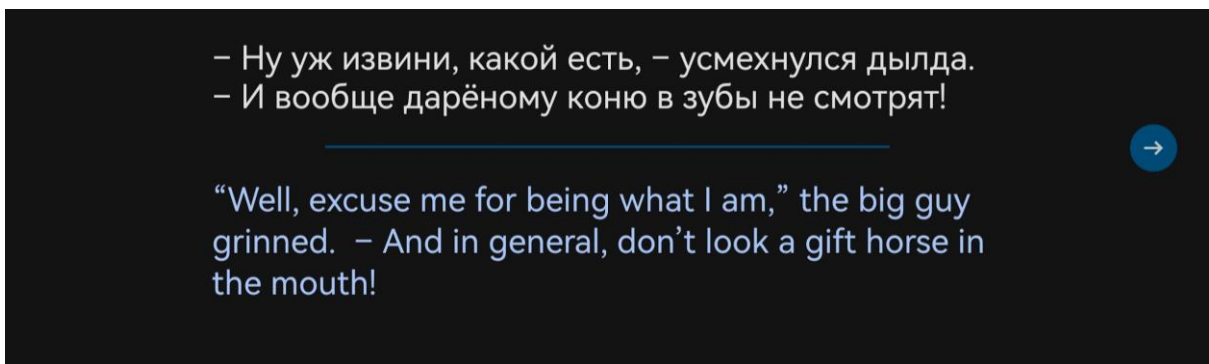 – Ну уж извини, какой есть, – усмехнулся дылда.
– И вообще дарёному коню в зубы не смотрят!
“Well, excuse me for being what I am,” the big guy
grinned.  – And in general, don’t look a gift horse in
the mouth!